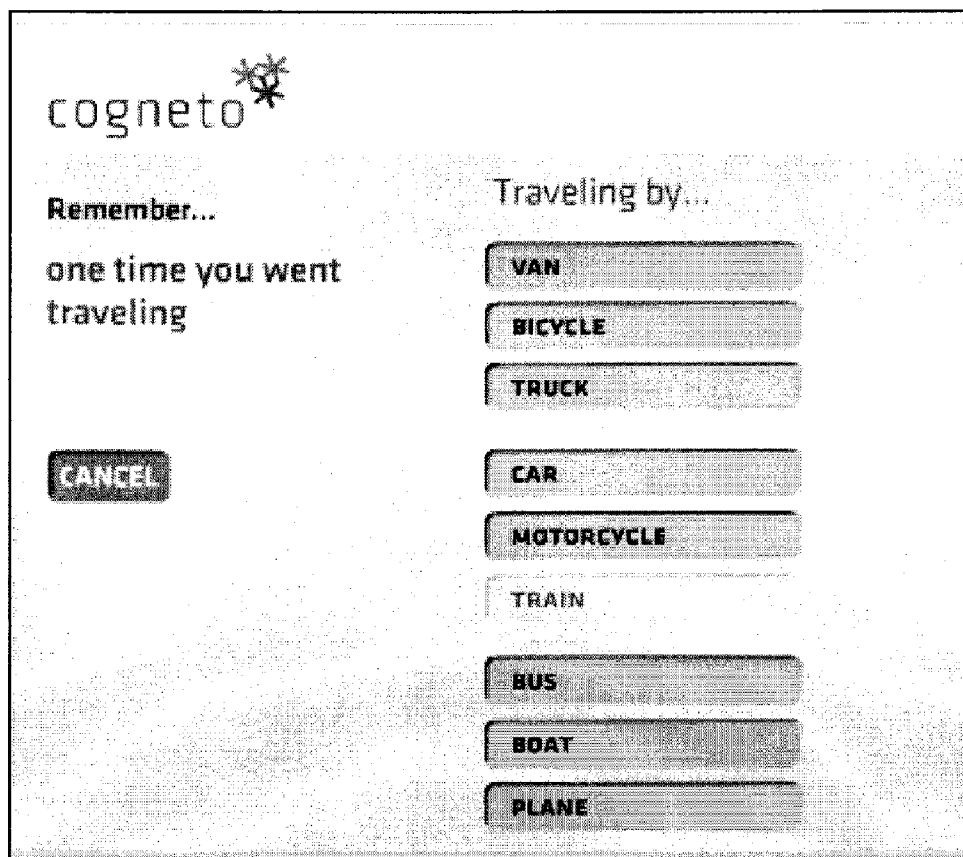 cogneto
Remember...
one time you went
traveling
CANCEL
Traveling by...
VAN
BICYCLE
TRUCK
CAR
MOTORCYCLE
TRAIN
BUS
BOAT
PLANE